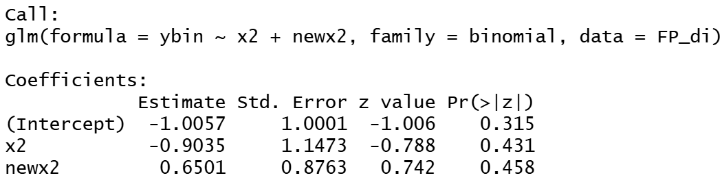 Call:
glm(formula = ybin ~ x2 + newx2, family = binomial, data = FP_di)
Coefficients:
Estimate Std. Error z value Pr(>|z|)
(Intercept) -1.0057 1.0001 -1.006 0.315
x2 -0.9035 1.1473 -0.788 0.431
newx2 0.6501 0.8763 0.742 0.458